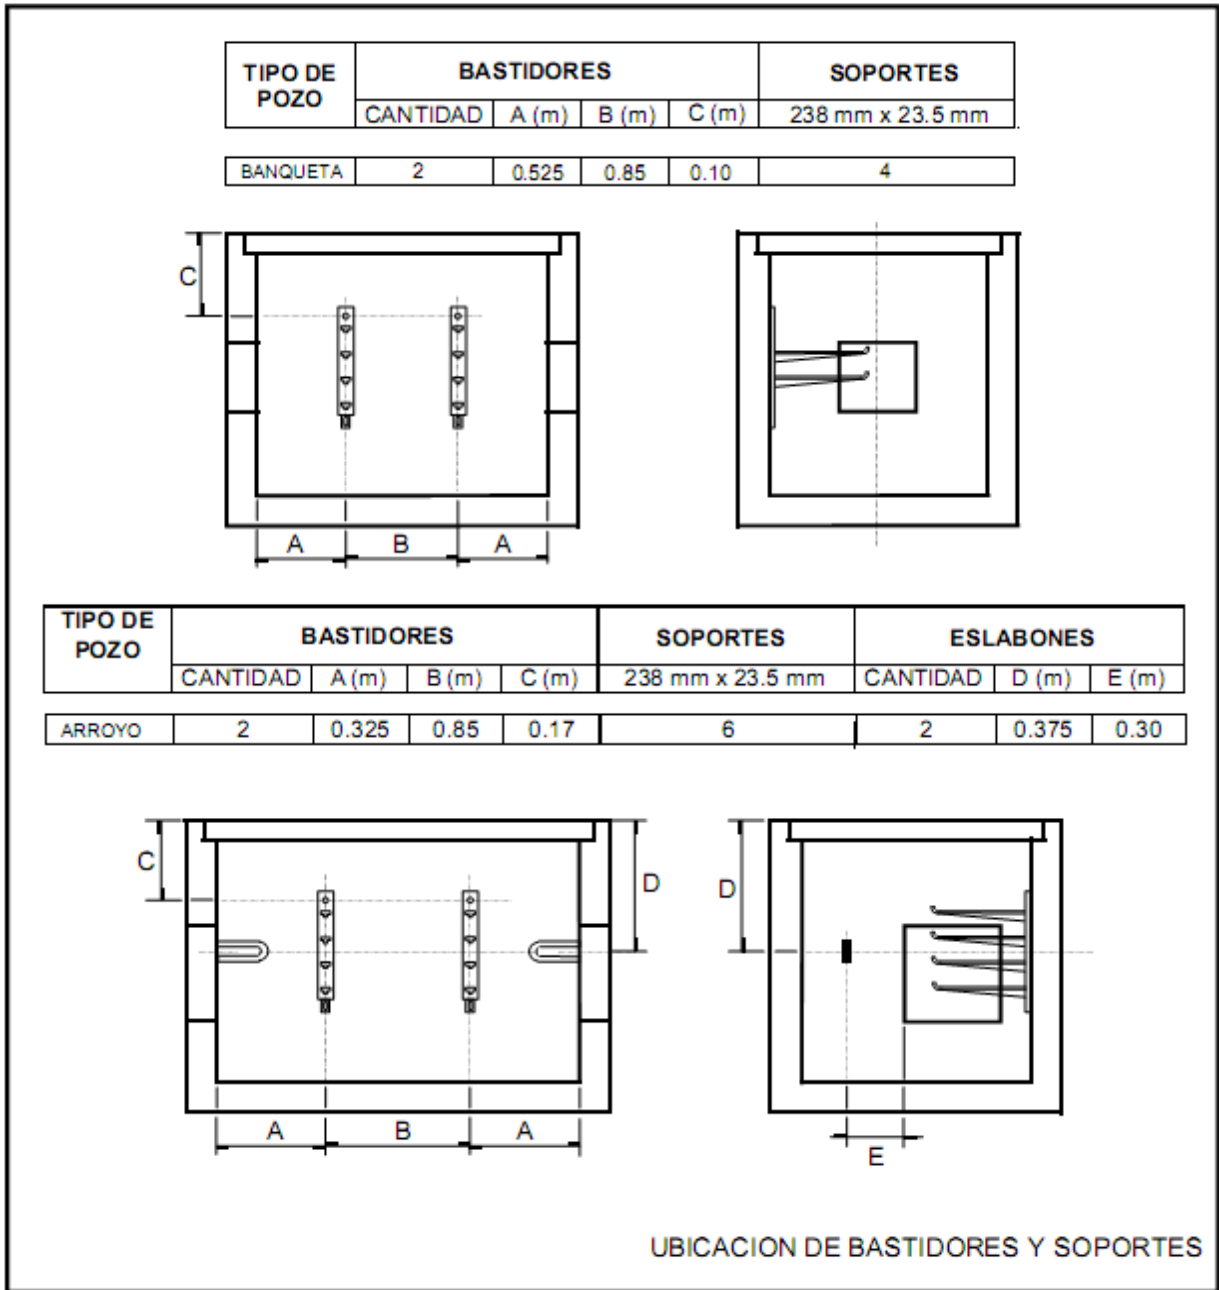 TIPO DE POZO BASTIDORES SOPORTES
CANTIDAD A (m) B (m) C (m) 238 mm x 23.5 mm
BANQUETA 2 0.525 0.85 0.10 4
C
A B A
TIPO DE POZO BASTIDORES SOPORTES ESLABONES
CANTIDAD A (m) B (m) C (m) 238 mm x 23.5 mm CANTIDAD D (m) E (m)
ARROYO 2 0.325 0.85 0.17 6 2 0.375 0.30
C D D
A B A E
UBICACION DE BASTIDORES Y SOPORTES